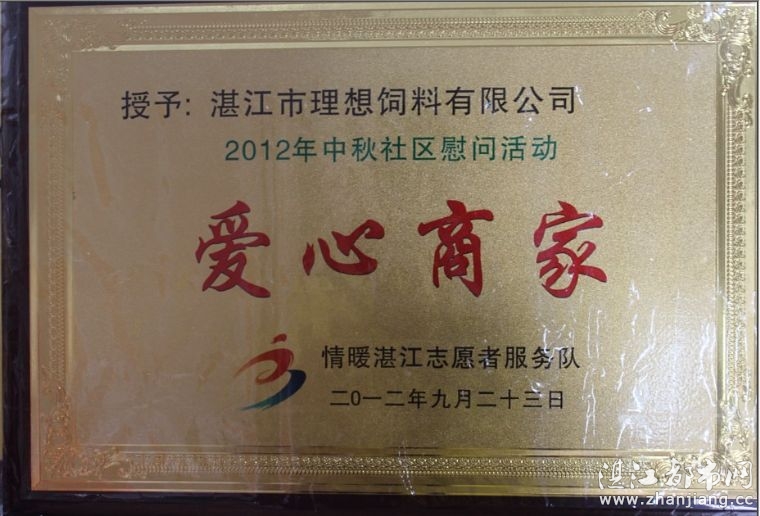 授予: 湛江市理想饲料有限公司
2012年中秋社区慰问活动
爱心商家
情暖湛江志愿者服务队
二0一二年九月二十三日
湛江都市网
www.zhanjiang.cc